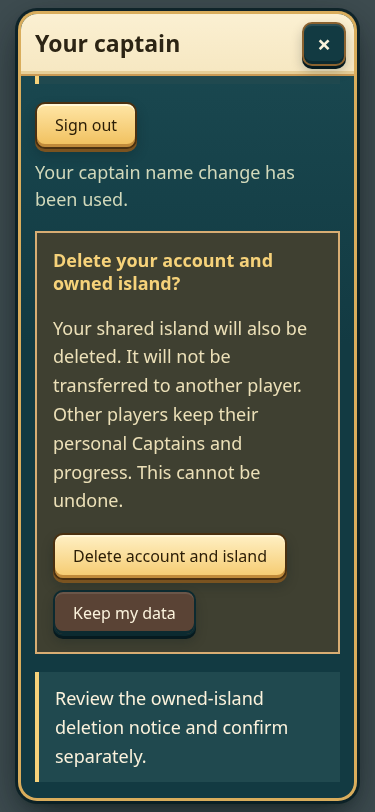 Your captain
×
Sign out
Your captain name change has
been used.
Delete your account and
owned island?
Your shared island will also be
deleted. It will not be
transferred to another player.
Other players keep their
personal Captains and
progress. This cannot be
undone.
Delete account and island
Keep my data
Review the owned-island
deletion notice and confirm
separately.